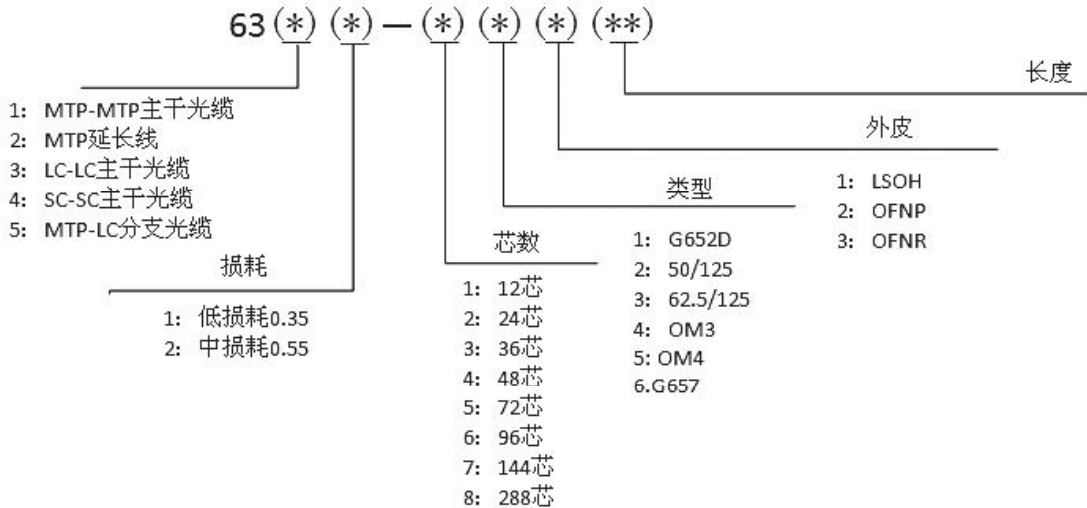 63 (*) (*) — (*) (*) (*) (**)
长度
外皮
1: LSOH
2: OFNP
3: OFNR
类型
1: G652D
2: 50/125
3: 62.5/125
4: OM3
5: OM4
6.G657
芯数
1: 12芯
2: 24芯
3: 36芯
4: 48芯
5: 72芯
6: 96芯
7: 144芯
8: 288芯
1: MTP-MTP主干光缆
2: MTP延长线
3: LC-LC主干光缆
4: SC-SC主干光缆
5: MTP-LC分支光缆
损耗
1: 低损耗0.35
2: 中损耗0.55